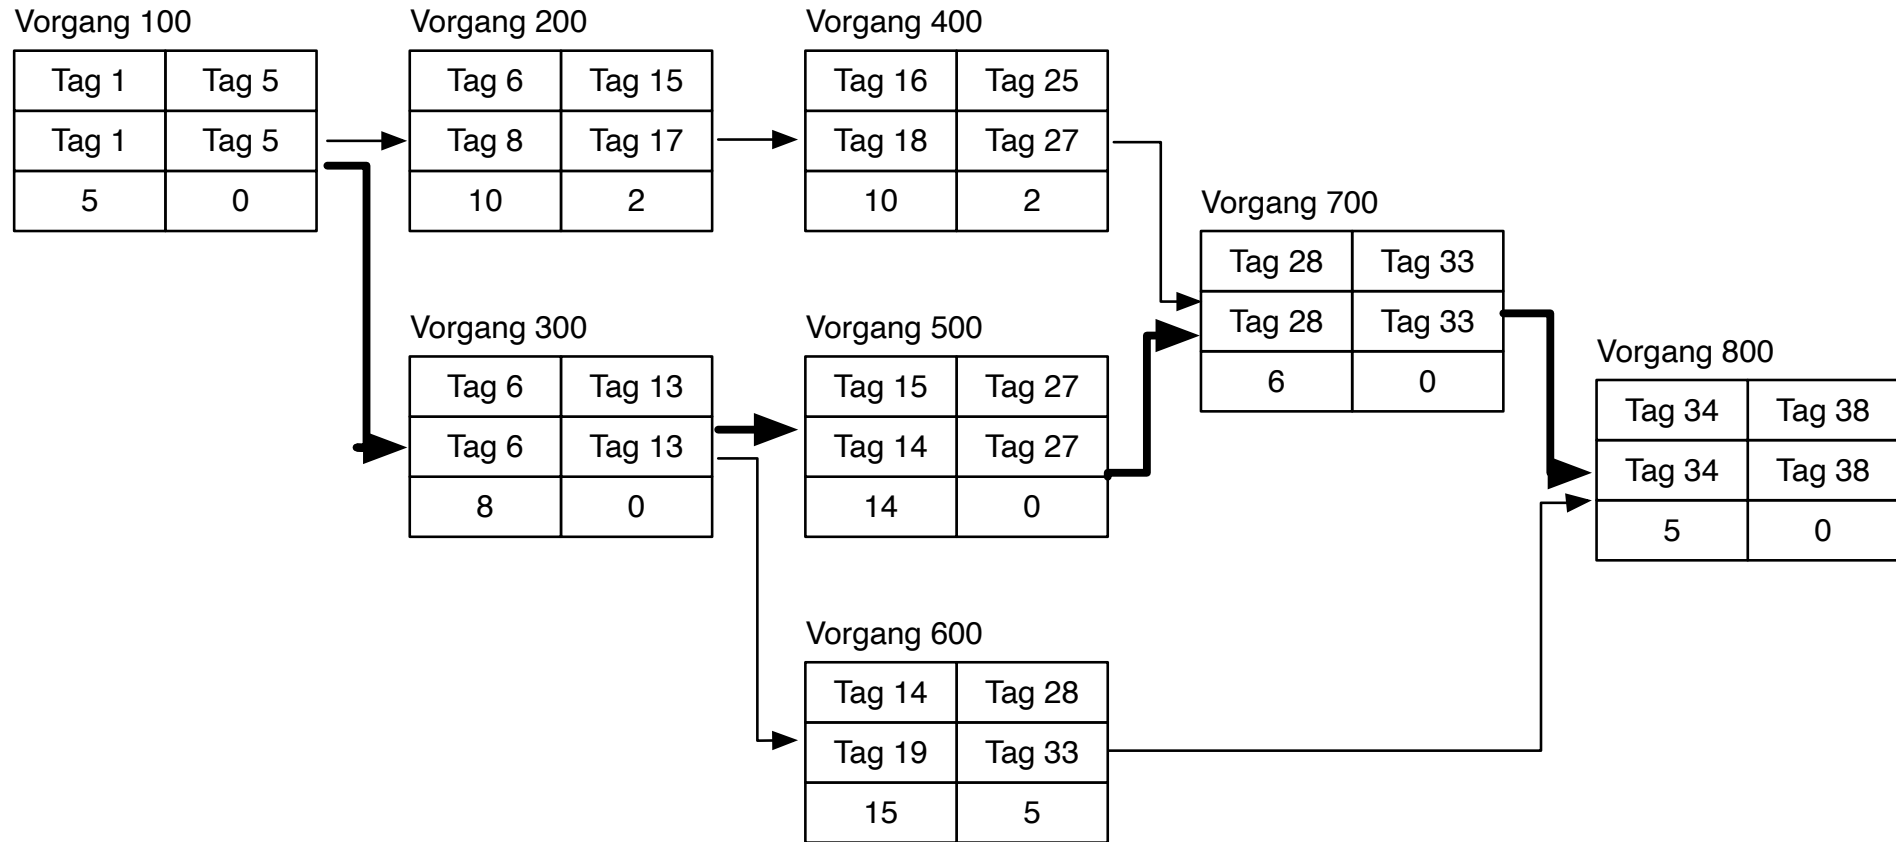 Vorgang 100
Tag 1 Tag 5
Tag 1 Tag 5
5 0
Vorgang 200
Tag 6 Tag 15
Tag 8 Tag 17
10 2
Vorgang 400
Tag 16 Tag 25
Tag 18 Tag 27
10 2
Vorgang 700
Tag 28 Tag 33
Tag 28 Tag 33
6 0
Vorgang 300
Tag 6 Tag 13
Tag 6 Tag 13
8 0
Vorgang 500
Tag 15 Tag 27
Tag 14 Tag 27
14 0
Vorgang 800
Tag 34 Tag 38
Tag 34 Tag 38
5 0
Vorgang 600
Tag 14 Tag 28
Tag 19 Tag 33
15 5